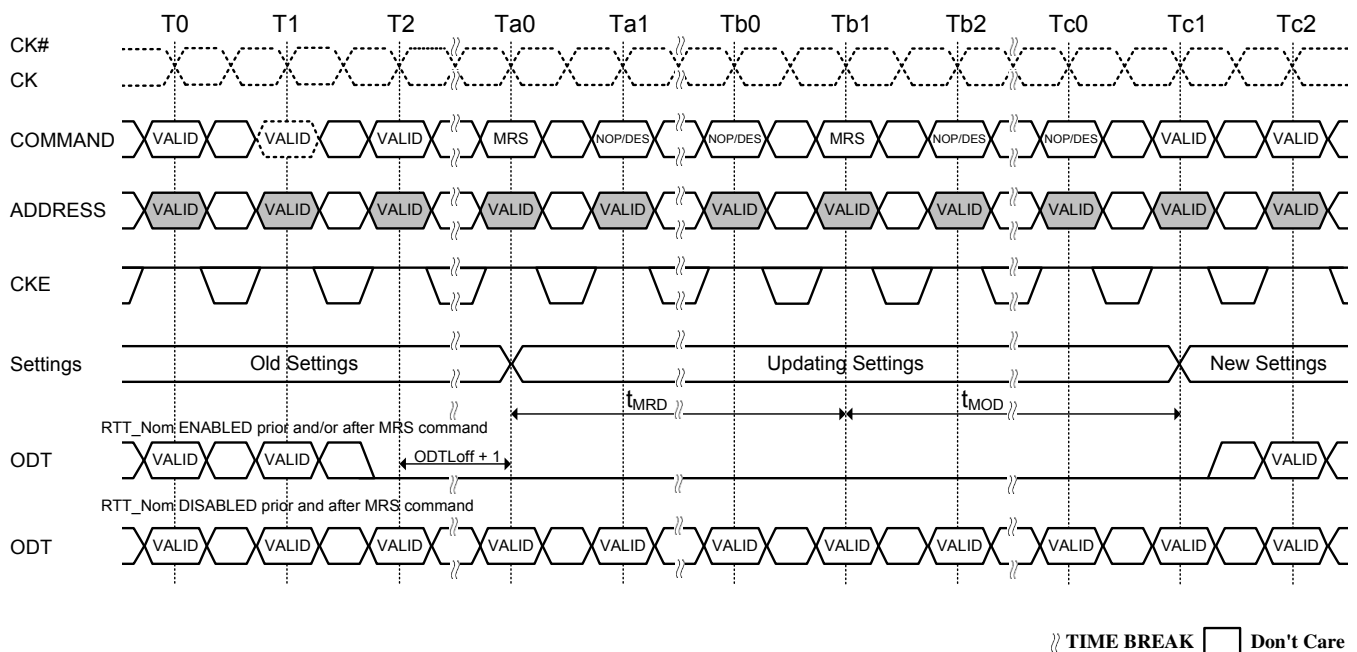 T0 T1 T2 Ta0 Ta1 Tb0 Tb1 Tb2 Tc0 Tc1 Tc2
CK#
CK
COMMAND VALID VALID VALID MRS NOP/DES NOP/DES MRS NOP/DES NOP/DES VALID VALID
ADDRESS VALID VALID VALID VALID VALID VALID VALID VALID VALID VALID VALID
CKE
Settings Old Settings Updating Settings New Settings
tMRD tMOD
RTT_Nom ENABLED prior and/or after MRS command
ODT VALID VALID ODTLoff + 1 VALID
RTT_Nom DISABLED prior and after MRS command
ODT VALID VALID VALID VALID VALID VALID VALID VALID VALID VALID VALID
TIME BREAK Don't Care